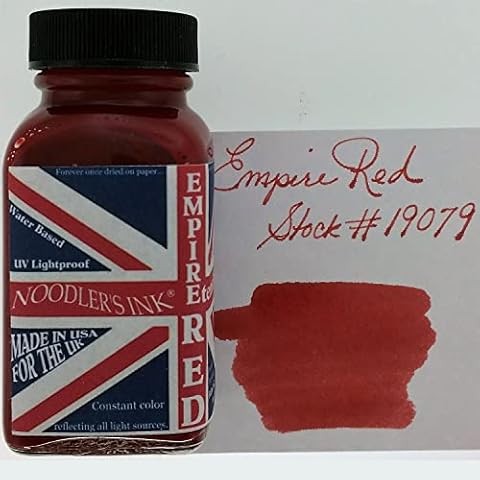 Forever once dried on paper...
Water Based
UV Lightproof
NOODLER'S INK®
MADE IN USA
FOR THE UK
Constant color
reflecting all light sources.
EMPIRE
RED
Empire Red
Stock # 19079